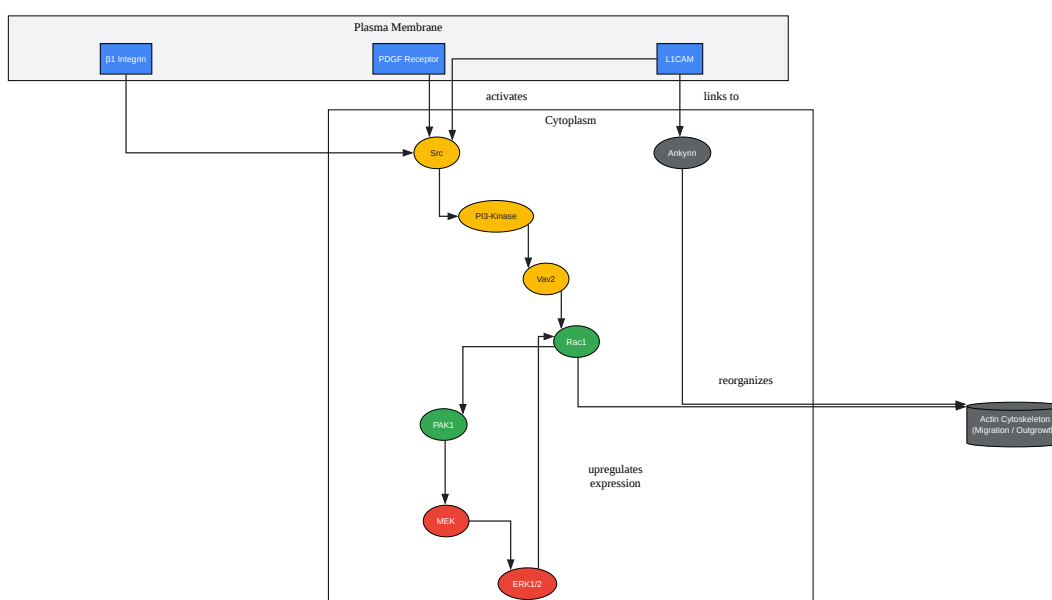 Plasma Membrane
β1 Integrin
PDGF Receptor
L1CAM
activates
links to
Cytoplasm
Src
Ankyrin
PI3-Kinase
Vav2
Rac1
reorganizes
Actin Cytoskeleton
(Migration / Outgrowth
PAK1
upregulates
expression
MEK
ERK1/2